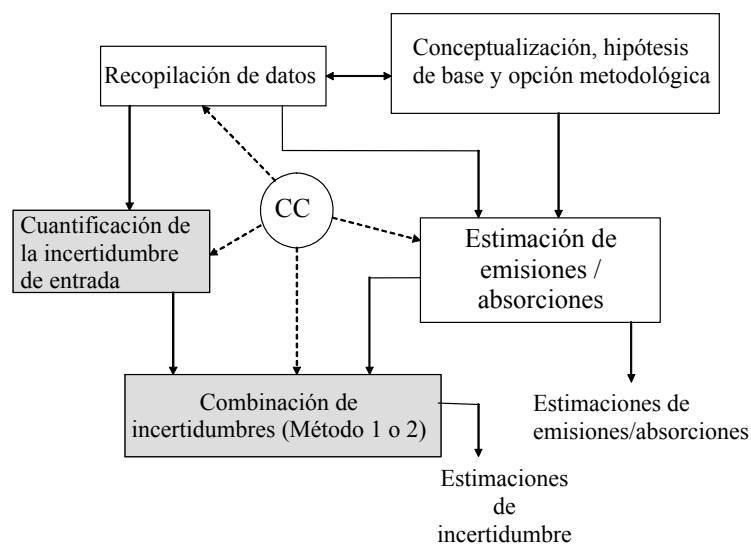 Conceptualización, hipótesis
de base y opción metodológica
Recopilación de datos
CC
Cuantificación de
la incertidumbre
de entrada
Estimación de
emisiones /
absorciones
Combinación de
incertidumbres (Método 1 o 2)
Estimaciones de
emisiones/absorciones
Estimaciones
de
incertidumbre